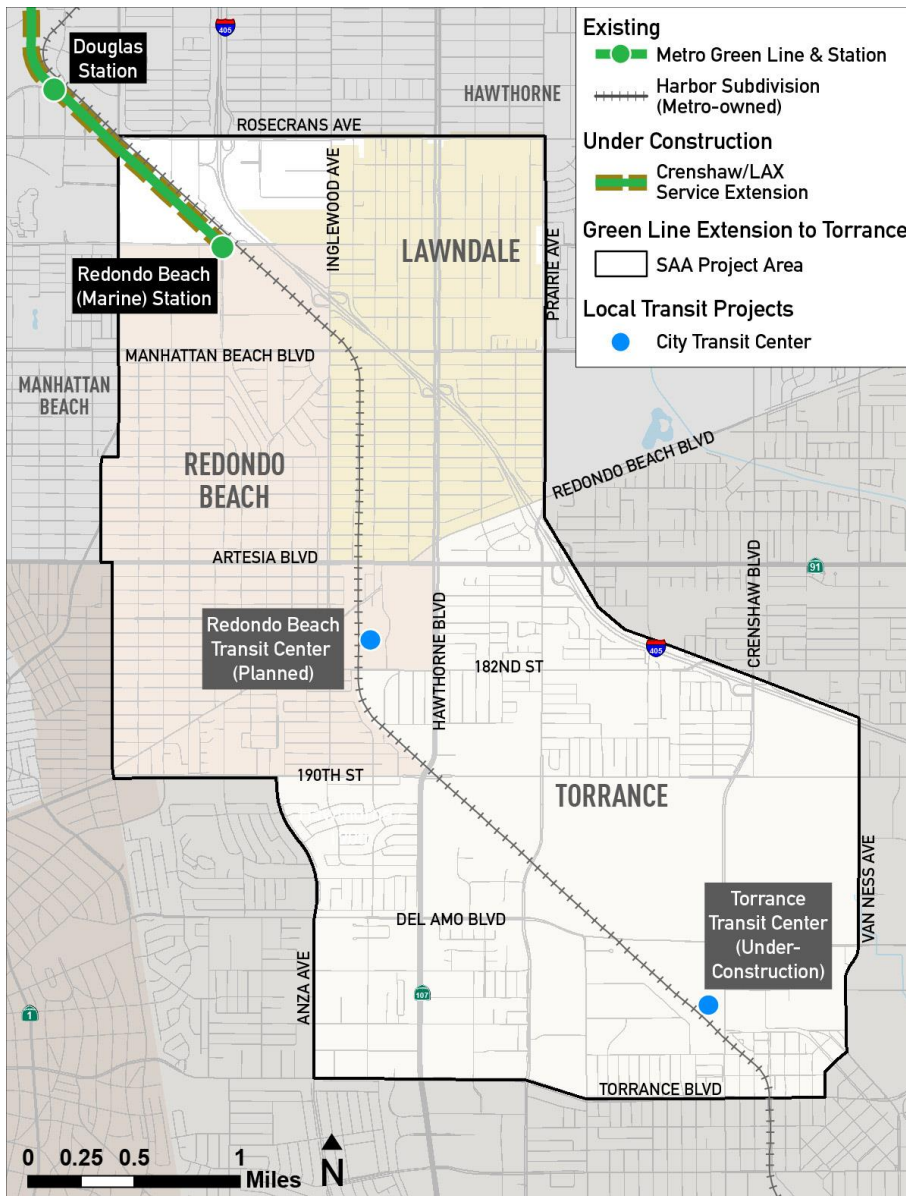 Douglas
Station
405
HAWTHORNE
ROSECRANS AVE
INGLEWOOD AVE
LAWNDALE
PRAIRIE AVE
Redondo Beach
(Marine) Station
MANHATTAN BEACH BLVD
MANHATTAN
BEACH
REDONDO
BEACH
REDONDO BEACH BLVD
ARTESIA BLVD
91
CRENSHAW BLVD
HAWTHORNE BLVD
Redondo Beach
Transit Center
(Planned)
182ND ST
405
190TH ST
TORRANCE
VAN NESS AVE
DEL AMO BLVD
Torrance
Transit Center
(Under-
Construction)
ANZA AVE
107
1
TORRANCE BLVD
0 0.25 0.5 1
Miles
N
Existing
Metro Green Line & Station
Harbor Subdivision
(Metro-owned)
Under Construction
Crenshaw/LAX
Service Extension
Green Line Extension to Torrance
SAA Project Area
Local Transit Projects
City Transit Center